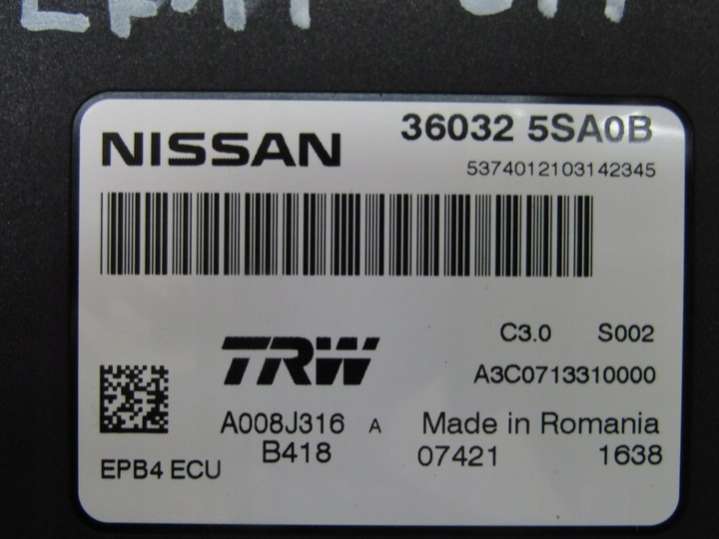 NISSAN
36032 5SA0B
5374012103142345
TRW
C3.0 S002
A3C0713310000
A008J316 A
Made in Romania
EPB4 ECU
B418
07421 1638